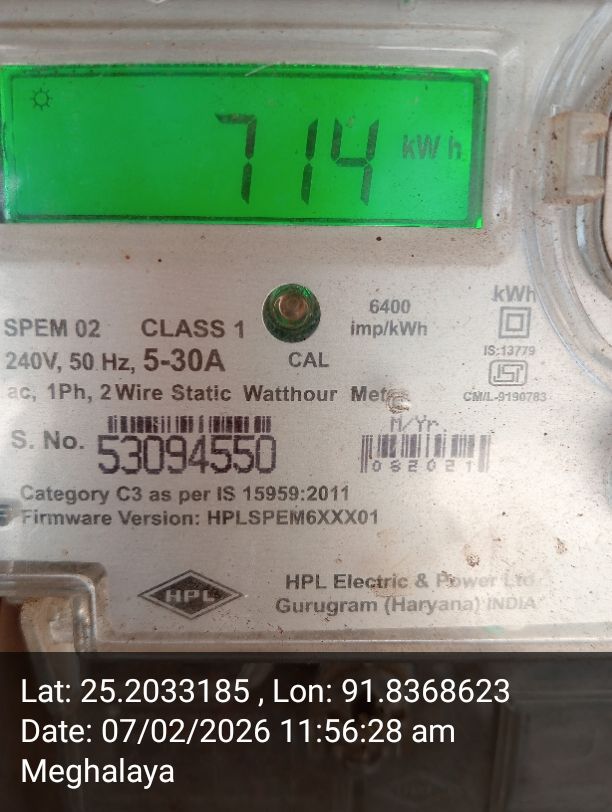 714 kWh
SPEM 02 CLASS 1
6400
imp/kWh
kWh
240V, 50 Hz, 5-30A
CAL
IS:13779
ISI
CM/L-9190783
ac, 1Ph, 2 Wire Static Watthour Meter
S. No. 53094550
M/Yr.
082021
Category C3 as per IS 15959:2011
Firmware Version: HPLSPEM6XXX01
HPL
HPL Electric & Power Ltd
Gurugram (Haryana) INDIA
Lat: 25.2033185 , Lon: 91.8368623
Date: 07/02/2026 11:56:28 am
Meghalaya